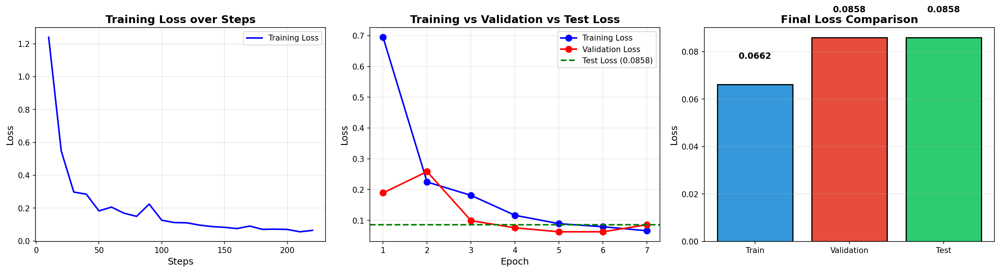 Training Loss over Steps
Training Loss
1.2
1.0
0.8
0.6
0.4
0.2
0.0
Loss
0
50
100
150
200
Steps
Training vs Validation vs Test Loss
Training Loss
Validation Loss
Test Loss (0.0858)
0.7
0.6
0.5
0.4
0.3
0.2
0.1
Loss
1
2
3
4
5
6
7
Epoch
0.0858
0.0858
Final Loss Comparison
0.0662
0.08
0.06
0.04
0.02
0.00
Loss
Train
Validation
Test